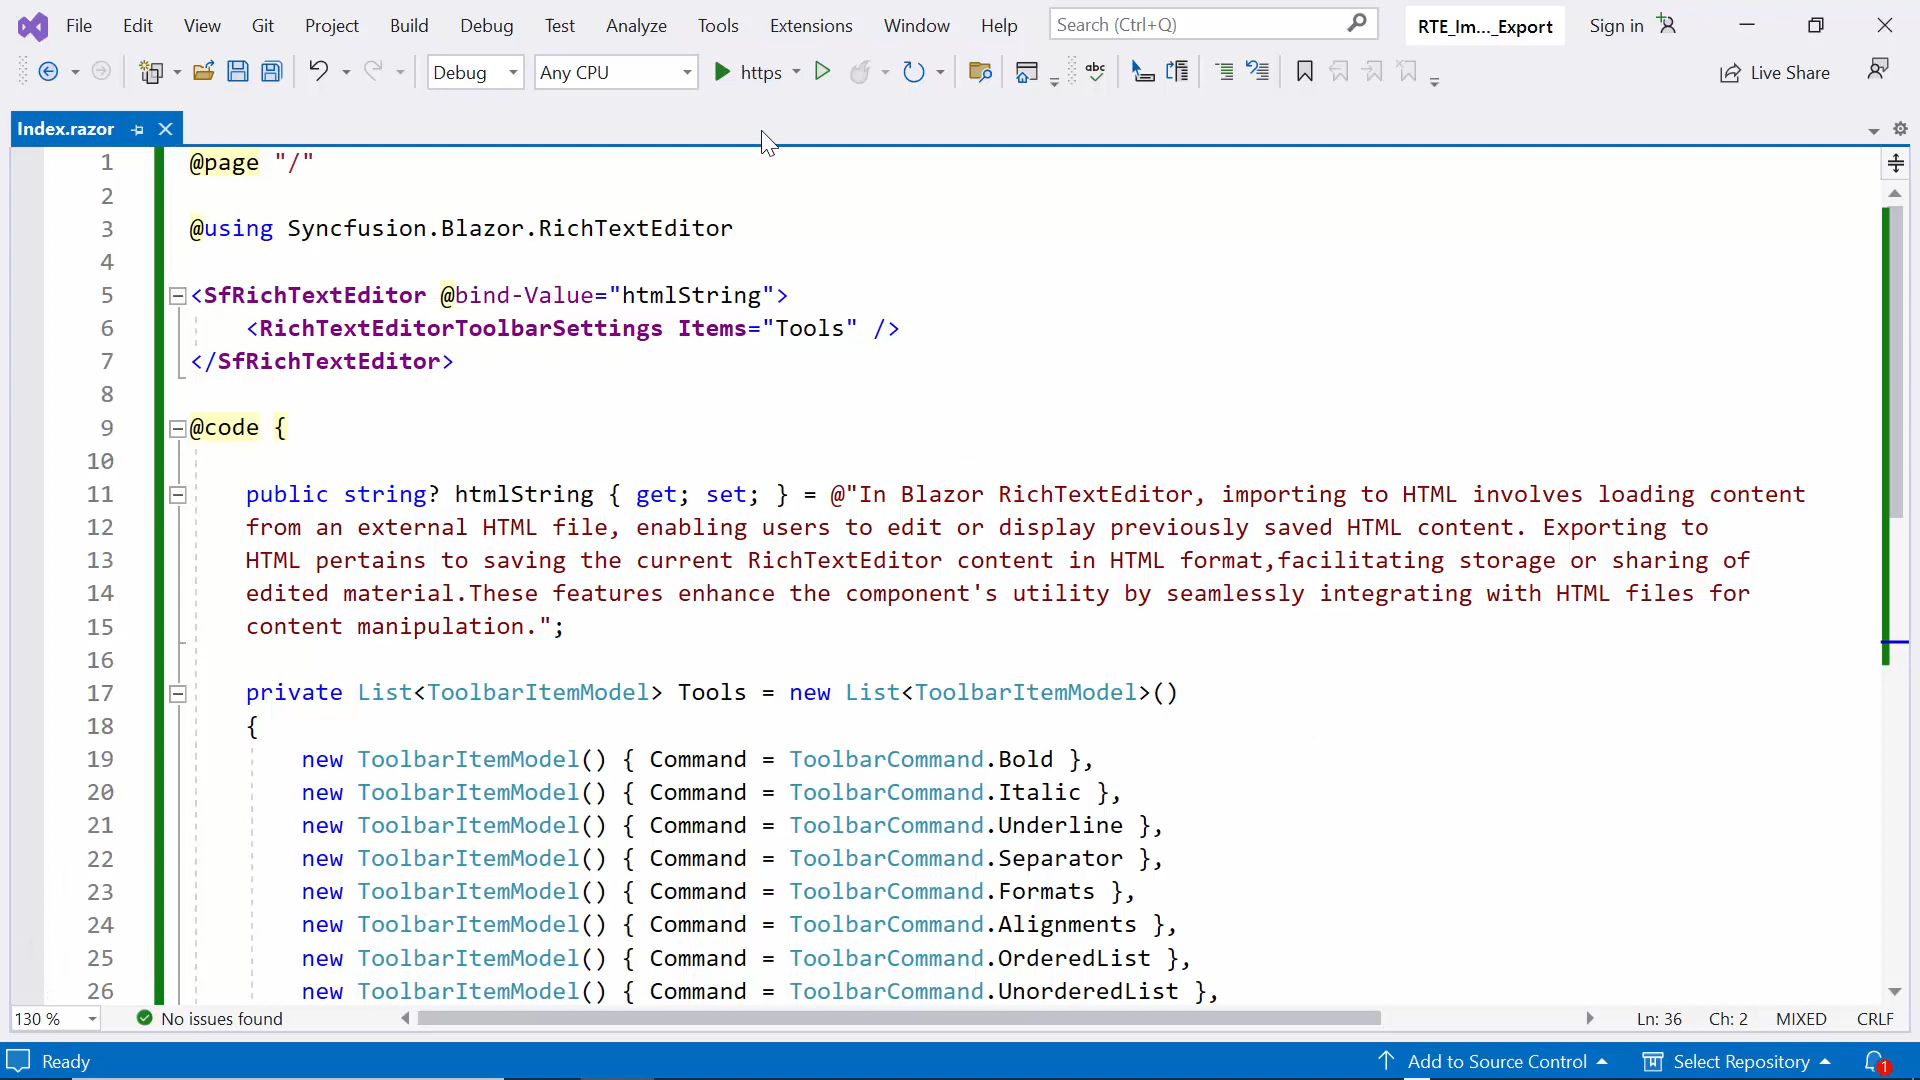 File Edit View Git Project Build Debug Test Analyze Tools Extensions Window Help Search (Ctrl+Q) RTE_Im..._Export Sign in
Debug Any CPU https abc Live Share
Index.razor
1 @page "/"
2
3 @using Syncfusion.Blazor.RichTextEditor
4
5 <SfRichTextEditor @bind-Value="htmlString">
6 <RichTextEditorToolbarSettings Items="Tools" />
7 </SfRichTextEditor>
8
9 @code {
10
11 public string? htmlString { get; set; } = @"In Blazor RichTextEditor, importing to HTML involves loading content
12 from an external HTML file, enabling users to edit or display previously saved HTML content. Exporting to
13 HTML pertains to saving the current RichTextEditor content in HTML format,facilitating storage or sharing of
14 edited material.These features enhance the component's utility by seamlessly integrating with HTML files for
15 content manipulation.";
16
17 private List<ToolbarItemModel> Tools = new List<ToolbarItemModel>()
18 {
19 new ToolbarItemModel() { Command = ToolbarCommand.Bold },
20 new ToolbarItemModel() { Command = ToolbarCommand.Italic },
21 new ToolbarItemModel() { Command = ToolbarCommand.Underline },
22 new ToolbarItemModel() { Command = ToolbarCommand.Separator },
23 new ToolbarItemModel() { Command = ToolbarCommand.Formats },
24 new ToolbarItemModel() { Command = ToolbarCommand.Alignments },
25 new ToolbarItemModel() { Command = ToolbarCommand.OrderedList },
26 new ToolbarItemModel() { Command = ToolbarCommand.UnorderedList },
130 % No issues found Ln: 36 Ch: 2 MIXED CRLF
Ready Add to Source Control Select Repository 1